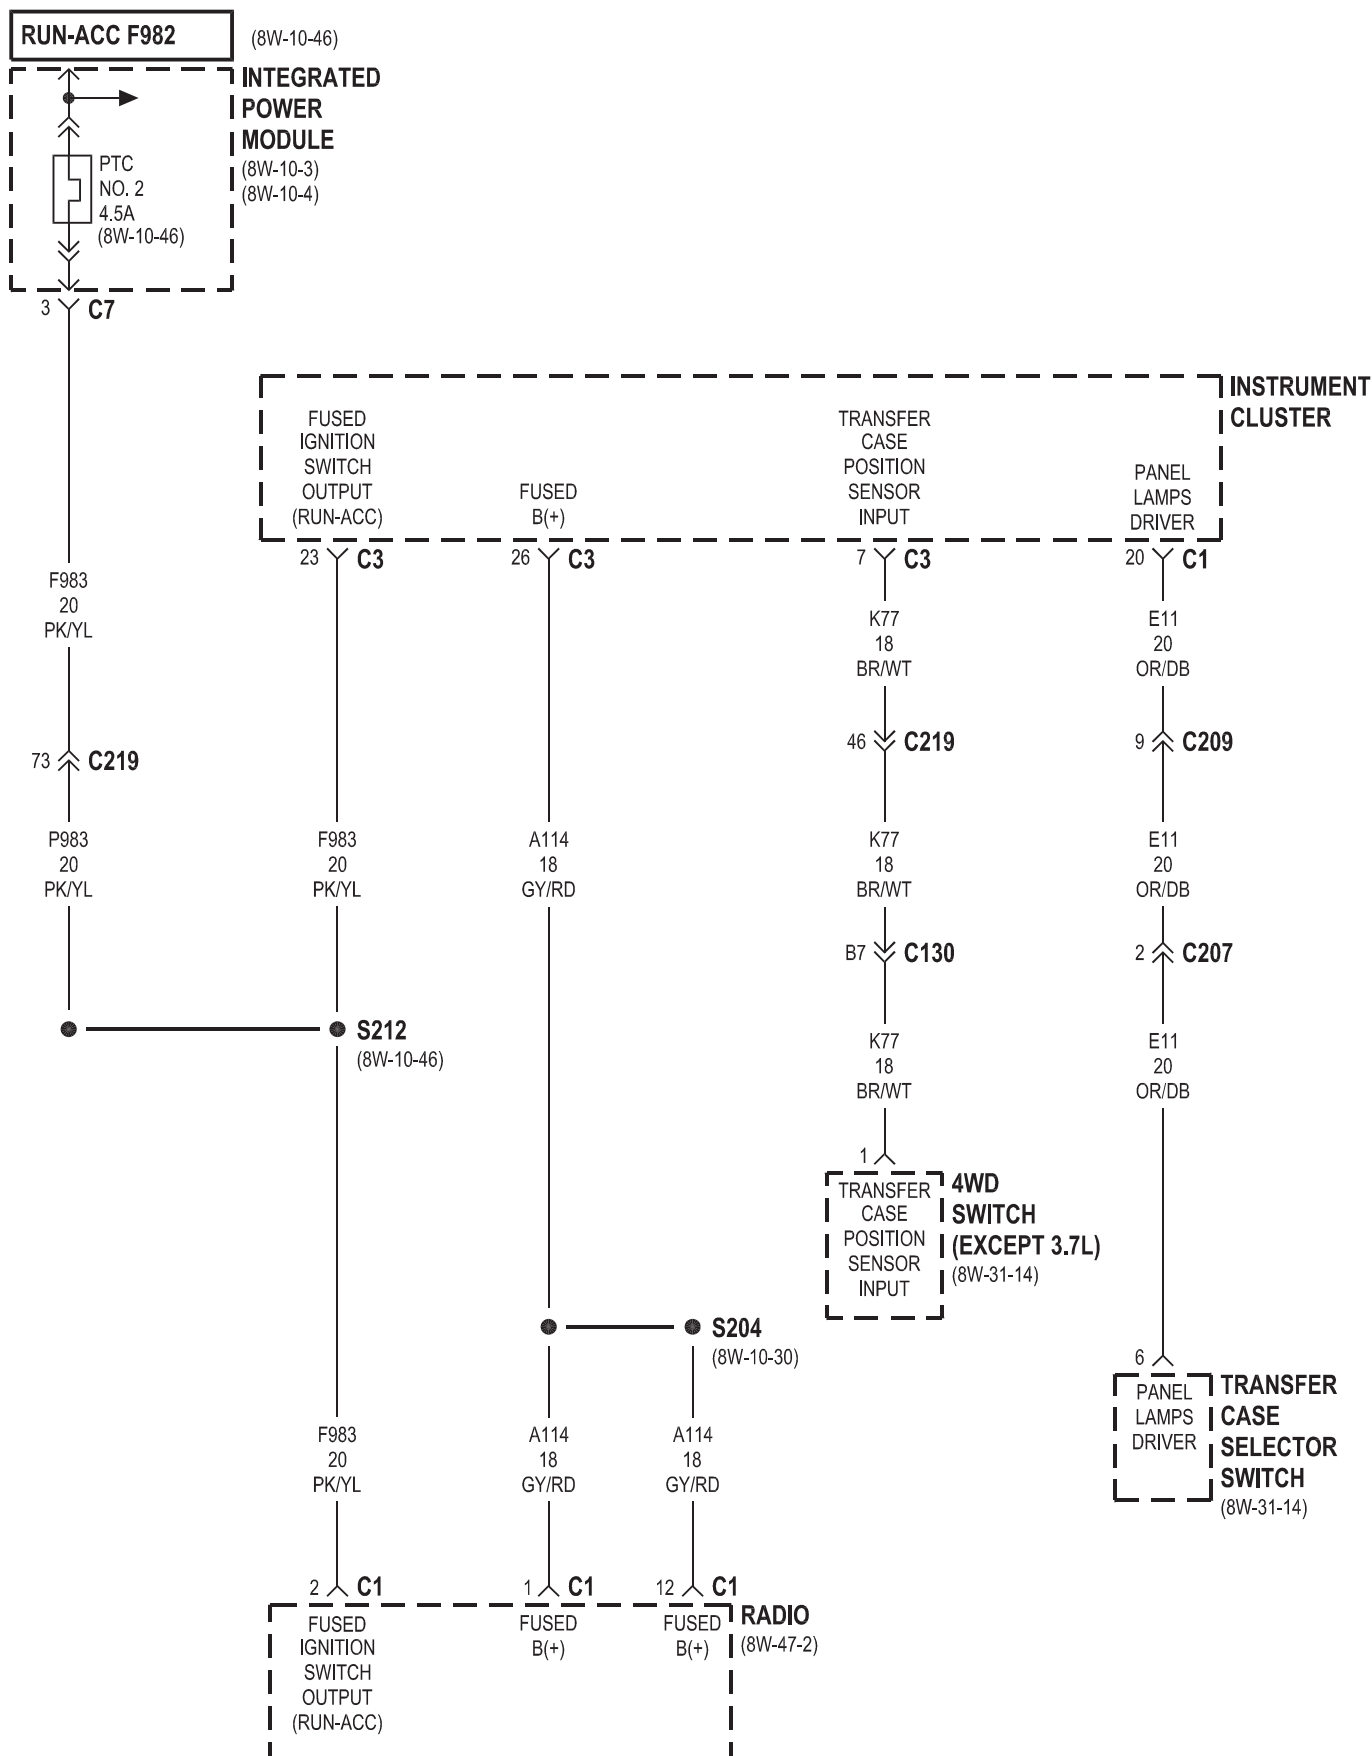 RUN-ACC F982
(8W-10-46)
INTEGRATED
POWER
MODULE
(8W-10-3)
(8W-10-4)
PTC
NO. 2
4.5A
(8W-10-46)
3 C7
INSTRUMENT
CLUSTER
FUSED
IGNITION
SWITCH
OUTPUT
(RUN-ACC)
FUSED
B(+)
TRANSFER
CASE
POSITION
SENSOR
INPUT
PANEL
LAMPS
DRIVER
23 C3
26 C3
7 C3
20 C1
F983
20
PK/YL
K77
18
BR/WT
E11
20
OR/DB
73 C219
46 C219
9 C209
P983
20
PK/YL
F983
20
PK/YL
A114
18
GY/RD
K77
18
BR/WT
E11
20
OR/DB
B7 C130
2 C207
S212
(8W-10-46)
K77
18
BR/WT
E11
20
OR/DB
1
TRANSFER
CASE
POSITION
SENSOR
INPUT
4WD
SWITCH
(EXCEPT 3.7L)
(8W-31-14)
S204
(8W-10-30)
6
PANEL
LAMPS
DRIVER
TRANSFER
CASE
SELECTOR
SWITCH
(8W-31-14)
F983
20
PK/YL
A114
18
GY/RD
A114
18
GY/RD
2 C1
1 C1
12 C1
FUSED
IGNITION
SWITCH
OUTPUT
(RUN-ACC)
FUSED
B(+)
FUSED
B(+)
RADIO
(8W-47-2)